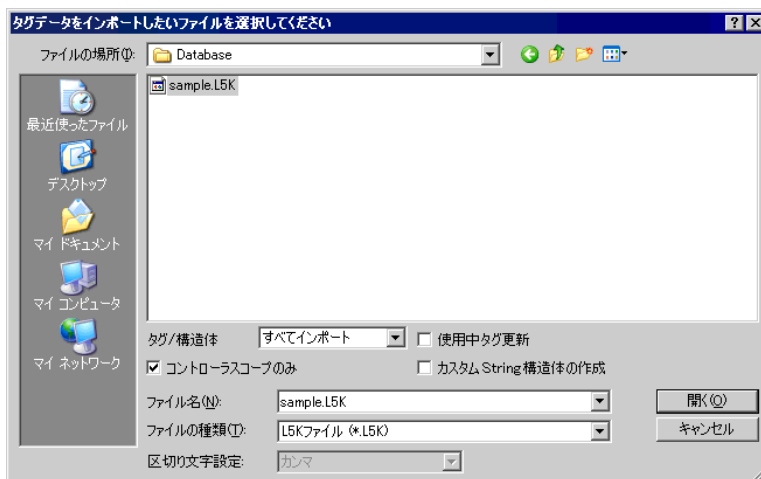 タグデータをインポートしたいファイルを選択してください
ファイルの場所(I):
Database
sample.L5K
最近使ったファイル
デスクトップ
マイ ドキュメント
マイ コンピュータ
マイ ネットワーク
タグ/構造体
すべてインポート
使用中タグ更新
コントローラスコープのみ
カスタム String 構造体の作成
ファイル名(N):
sample.L5K
開く(O)
ファイルの種類(T):
L5Kファイル (*.L5K)
キャンセル
区切り文字設定:
カンマ